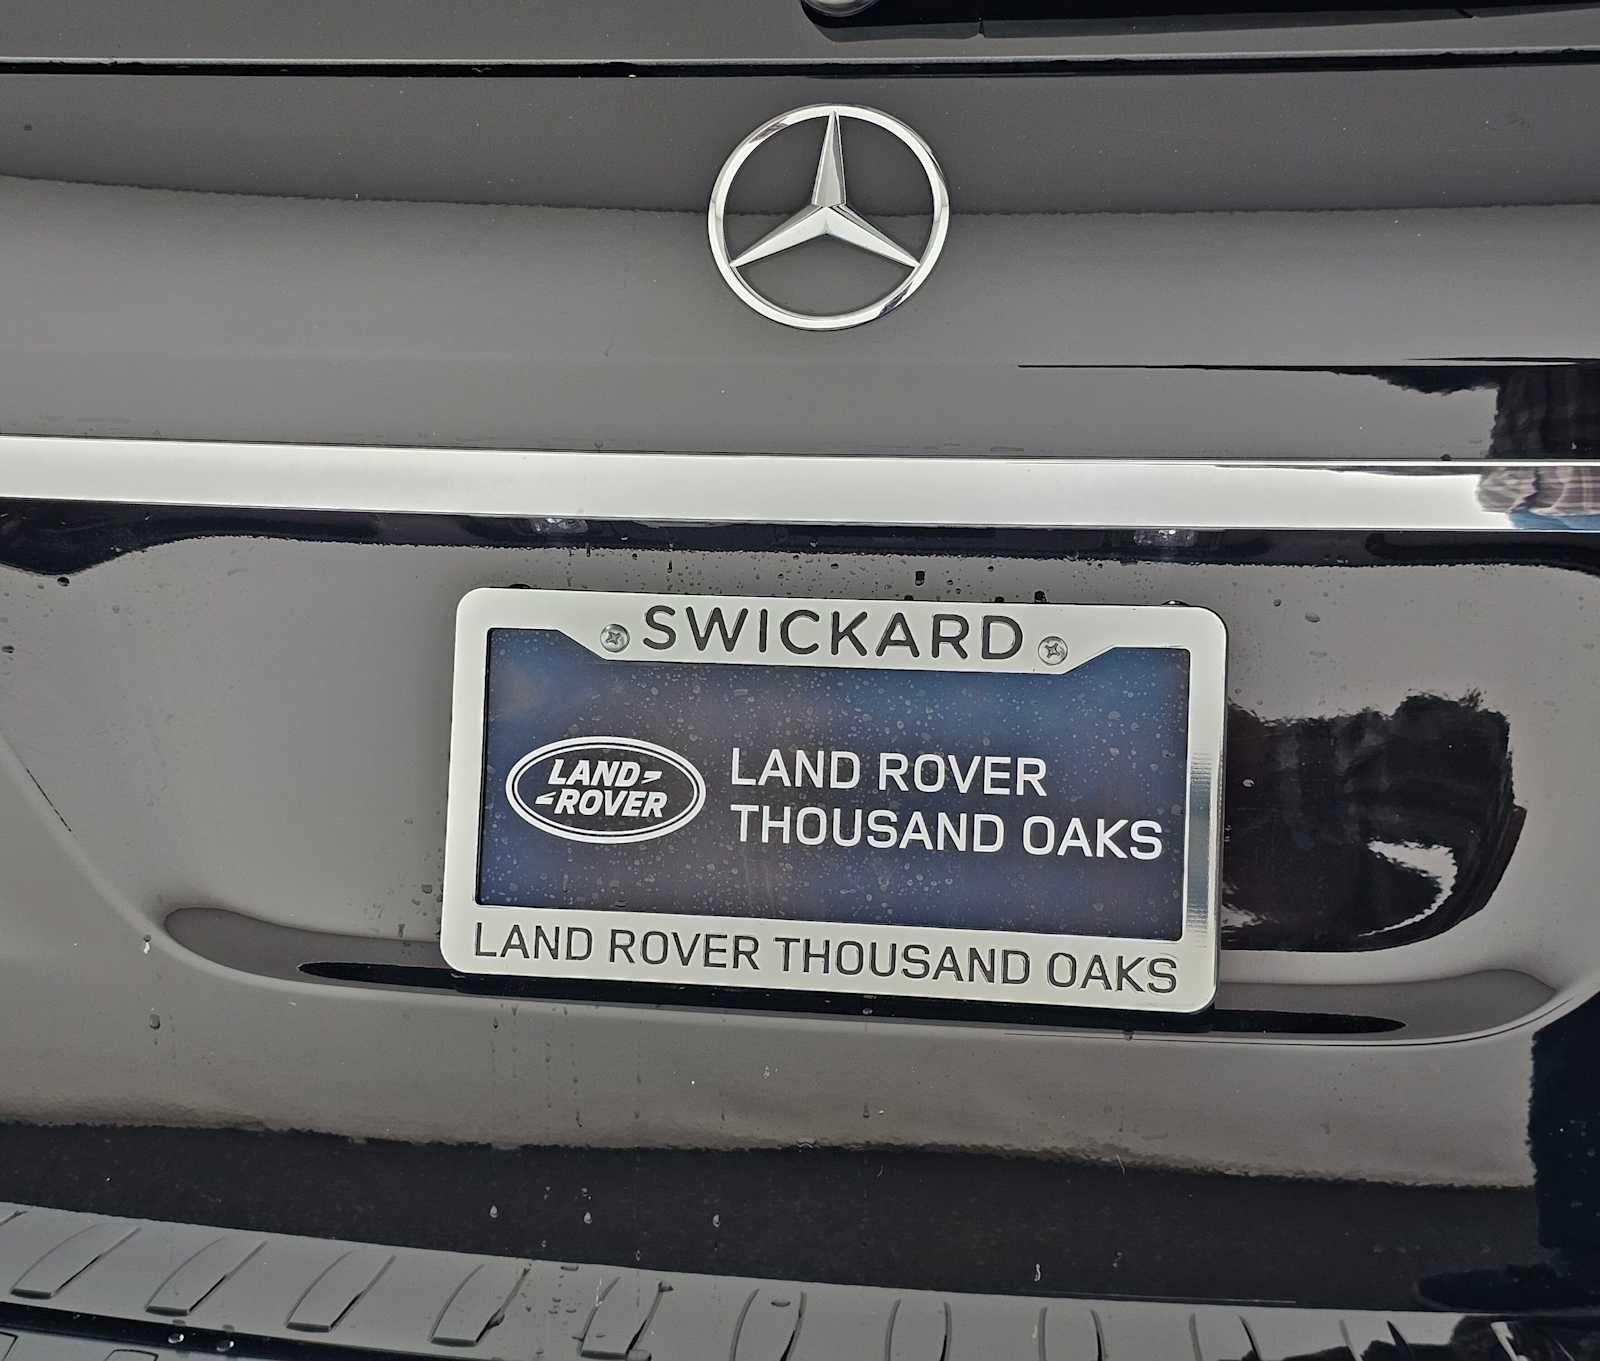 SWICKARD
LAND
ROVER
LAND ROVER
THOUSAND OAKS
LAND ROVER THOUSAND OAKS